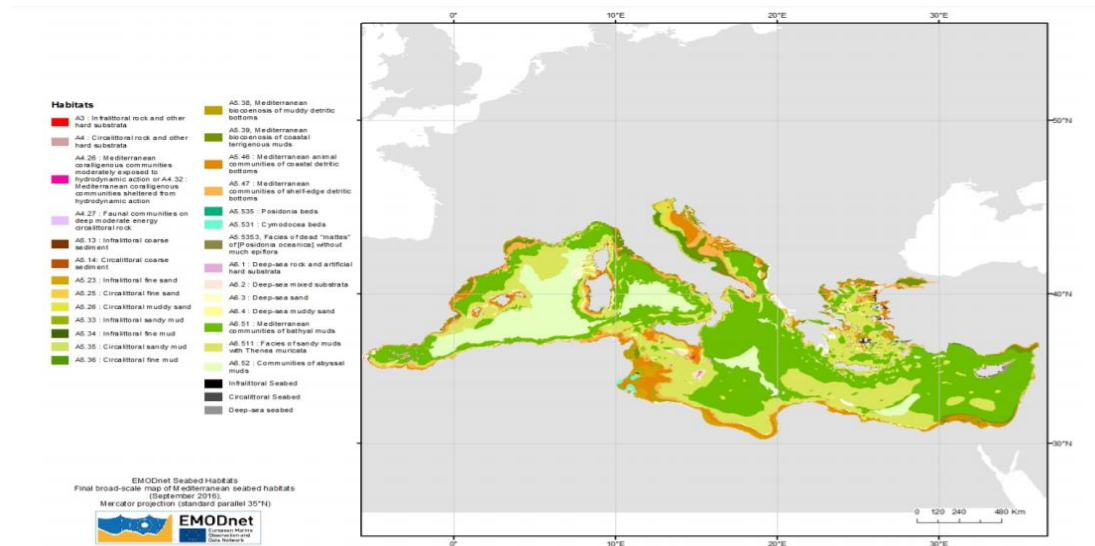 0°
10°E
20°E
30°E
Habitats
A3 : Infralittoral rock and other
hard substrata
A4 : Circalittoral rock and other
hard substrata
A4.26 : Mediterranean
coralligenous communities
moderately exposed to
hydrodynamic action or A4.32 :
Mediterranean coralligenous
communities sheltered from
hydrodynamic action
A4.27 : Faunal communities on
deep moderate energy
circalittoral rock
A5.13 : Infralittoral coarse
sediment
A5.14: Circalittoral coarse
sediment
A5.23 : Infralittoral fine sand
A5.25 : Circalittoral fine sand
A5.26 : Circalittoral muddy sand
A5.33 : Infralittoral sandy mud
A5.34 : Infralittoral fine mud
A5.35 : Circalittoral sandy mud
A5.36 : Circalittoral fine mud
A5.38, Mediterranean
biocoenosis of muddy detritic
bottoms
A5.39, Mediterranean
biocoenosis of coastal
terrigenous muds
A5.46 : Mediterranean animal
communities of coastal detritic
bottoms
A5.47 : Mediterranean
communities of shelf-edge detritic
bottoms
A5.535 : Posidonia beds
A5.531 : Cymodocea beds
A5.5353, Facies of dead "mattes"
of [Posidonia oceanica] without
much epiflora
A6.1 : Deep-sea rock and artificial
hard substrata
A6.2 : Deep-sea mixed substrata
A6.3 : Deep-sea sand
A6.4 : Deep-sea muddy sand
A6.51 : Mediterranean
communities of bathyal muds
A6.511 : Facies of sandy muds
with Thenea muricata
A6.52 : Communities of abyssal
muds
Infralittoral Seabed
Circalittoral Seabed
Deep-sea seabed
50°N
40°N
30°N
EMODnet Seabed Habitats
Final broad-scale map of Mediterranean seabed habitats
(September 2016).
Mercator projection (standard parallel 35°N)
EMODnet
European Marine
Observation and
Data Network
0 120 240 480 Km
0°
10°E
20°E
30°E